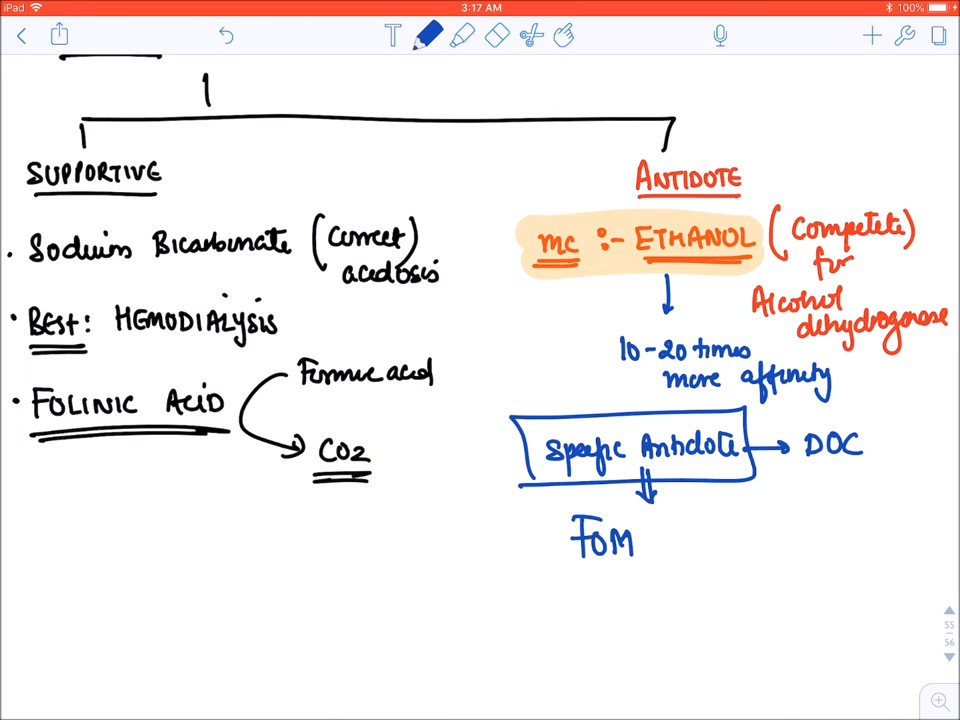 iPad
3:17 AM
100%
T
SUPPORTIVE
• Sodium Bicarbonate (Correct
acidosis)
• BEST: HEMODIALYSIS
• FOLINIC ACID
Formic acid
CO2
ANTIDOTE
mc :- ETHANOL (Competete)
for
Alcohol
dehydrogenase
10-20 times
more affinity
Specific Antidote → DOC
FOM
55
56